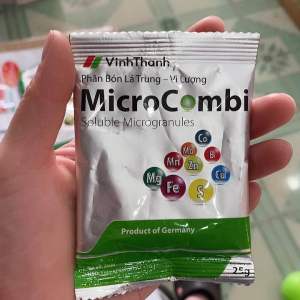 VinhThanh
Phân Bón Lá Trung - Vi Lượng
MicroCombi
Soluble Microgranules
Co
Mo
B
Mn
Zn
Mg
Fe
S
Cu
Product of Germany
25g